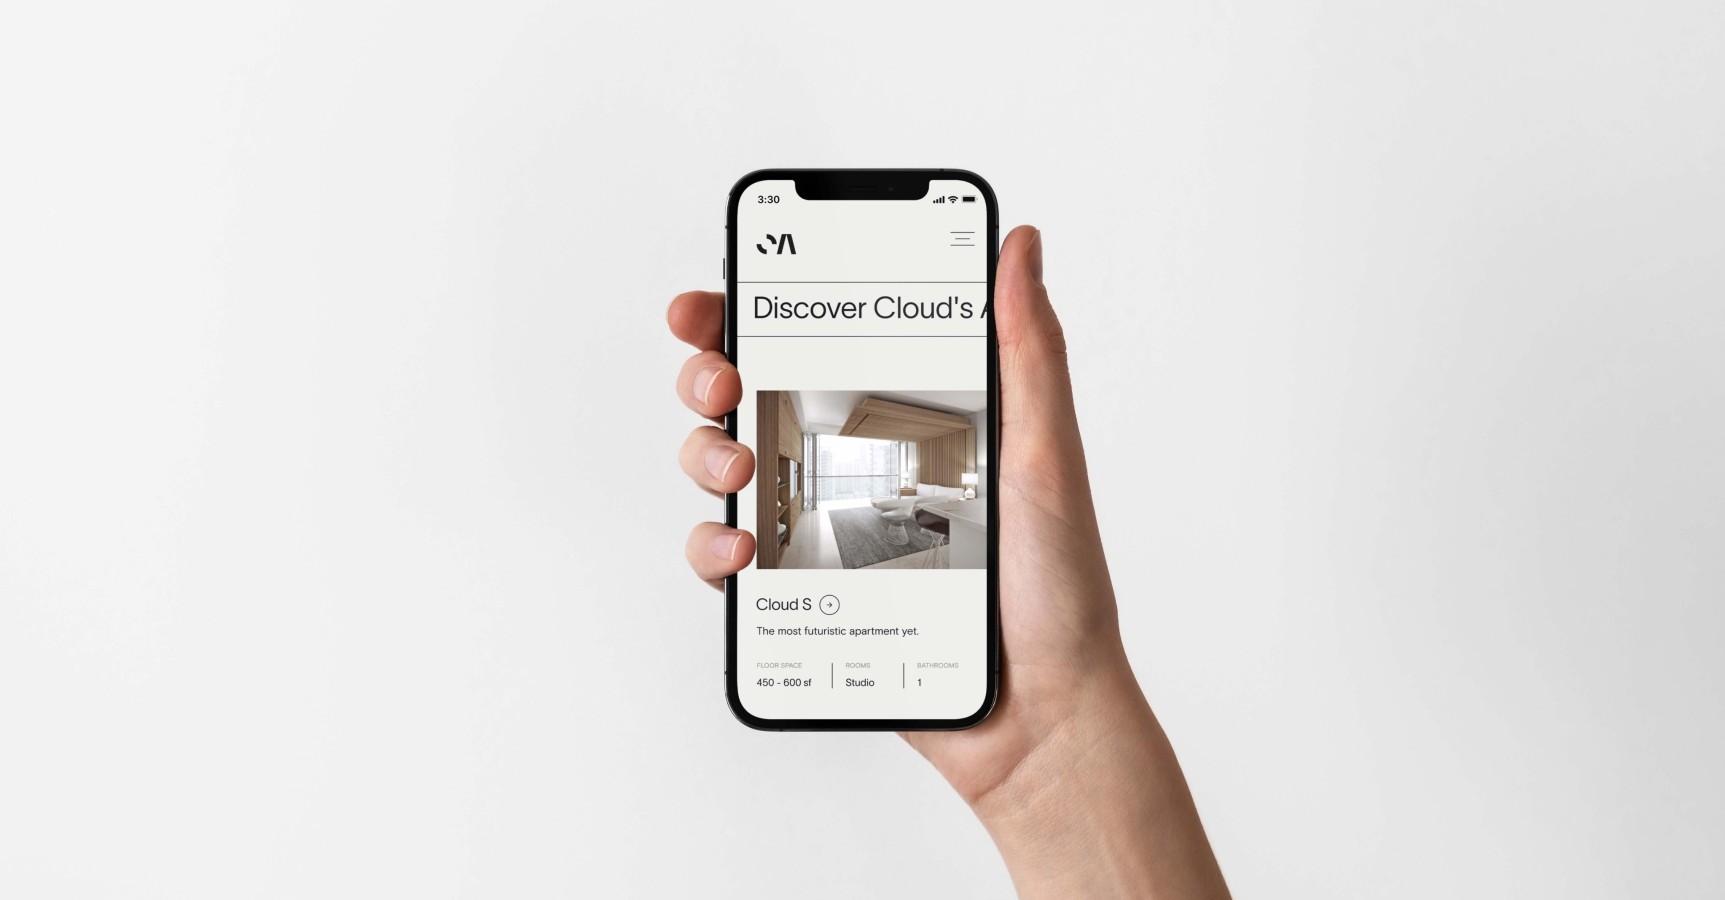 3:30
Discover Cloud's
Cloud S
The most futuristic apartment yet.
FLOOR SPACE
ROOMS
BATHROOMS
450 - 600 sf
Studio
1